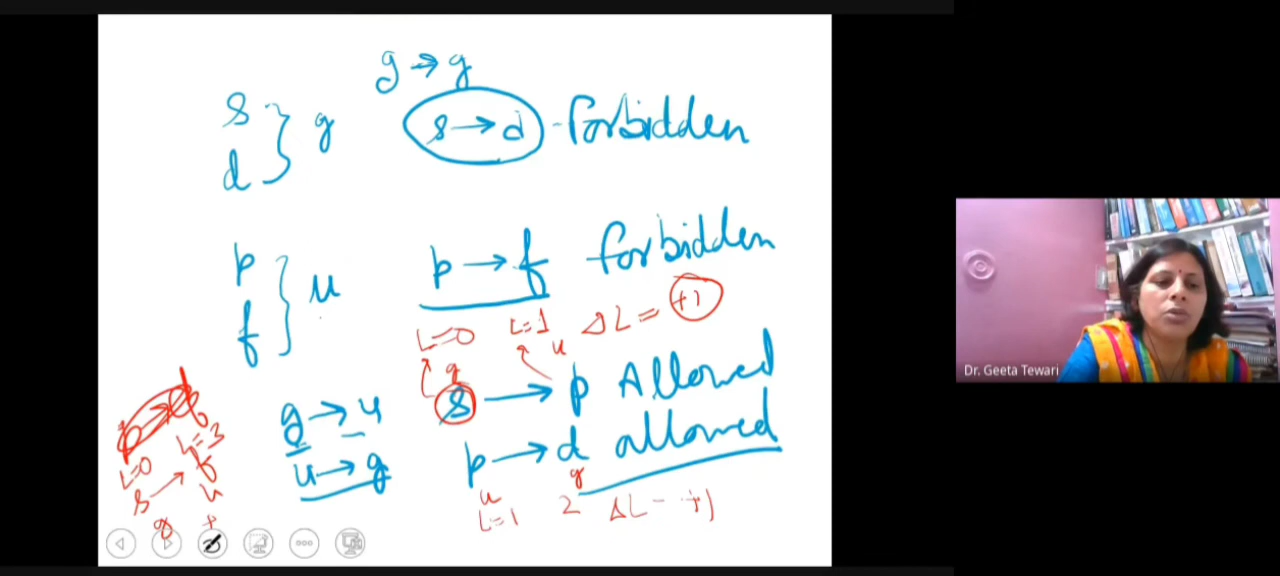 g → g
s } g
s → d - forbidden
d
p } u
p → f forbidden
f
L=0 L=1 ΔL = +1
g u
s → p Allowed
g → u
p → d allowed
u → g
u g
L=1 2 ΔL - +1
L=0 L=3
s → f
g u
Dr. Geeta Tewari